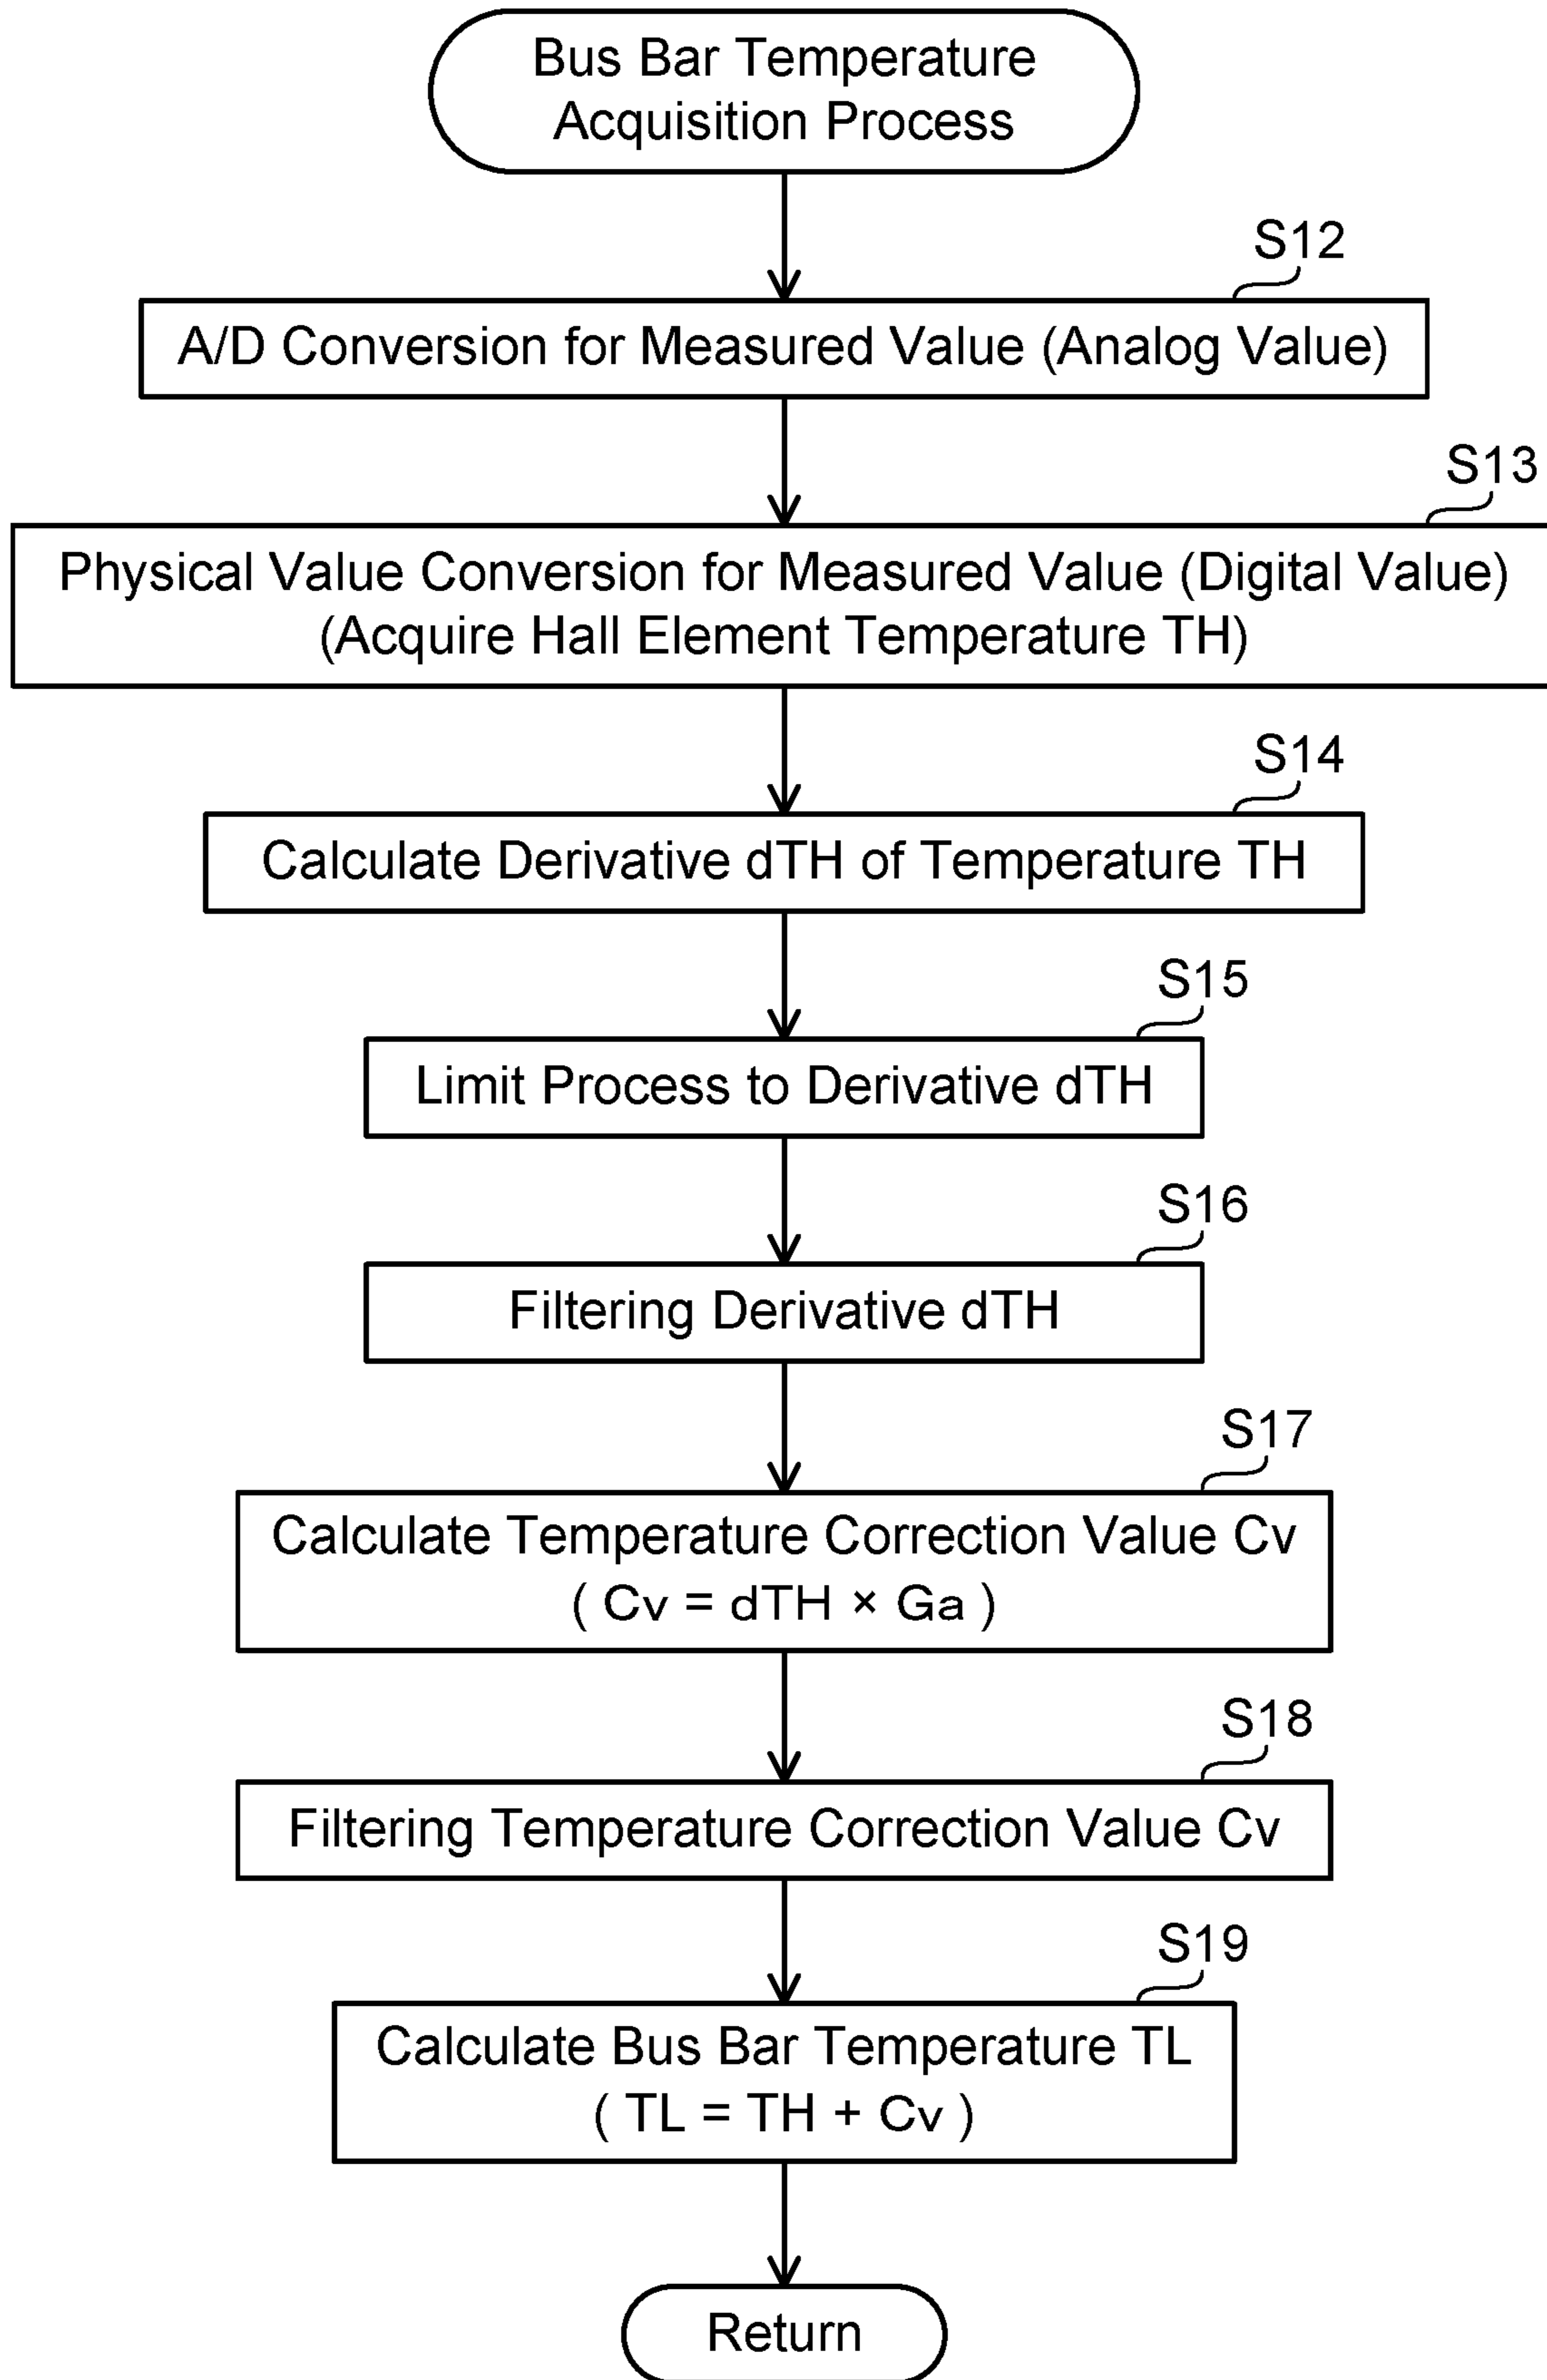 Bus Bar Temperature
Acquisition Process
S12
A/D Conversion for Measured Value (Analog Value)
S13
Physical Value Conversion for Measured Value (Digital Value)
(Acquire Hall Element Temperature TH)
S14
Calculate Derivative dTH of Temperature TH
S15
Limit Process to Derivative dTH
S16
Filtering Derivative dTH
S17
Calculate Temperature Correction Value Cv
( Cv = dTH × Ga )
S18
Filtering Temperature Correction Value Cv
S19
Calculate Bus Bar Temperature TL
( TL = TH + Cv )
Return